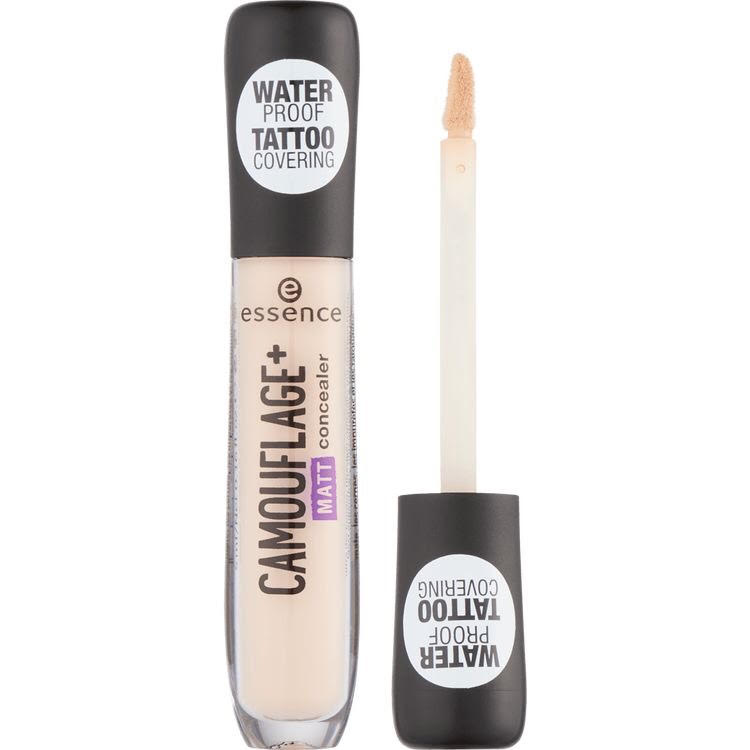 WATER
PROOF
TATTOO
COVERING
e
essence
CAMOUFLAGE+
MATT concealer
WATER
PROOF
TATTOO
COVERING